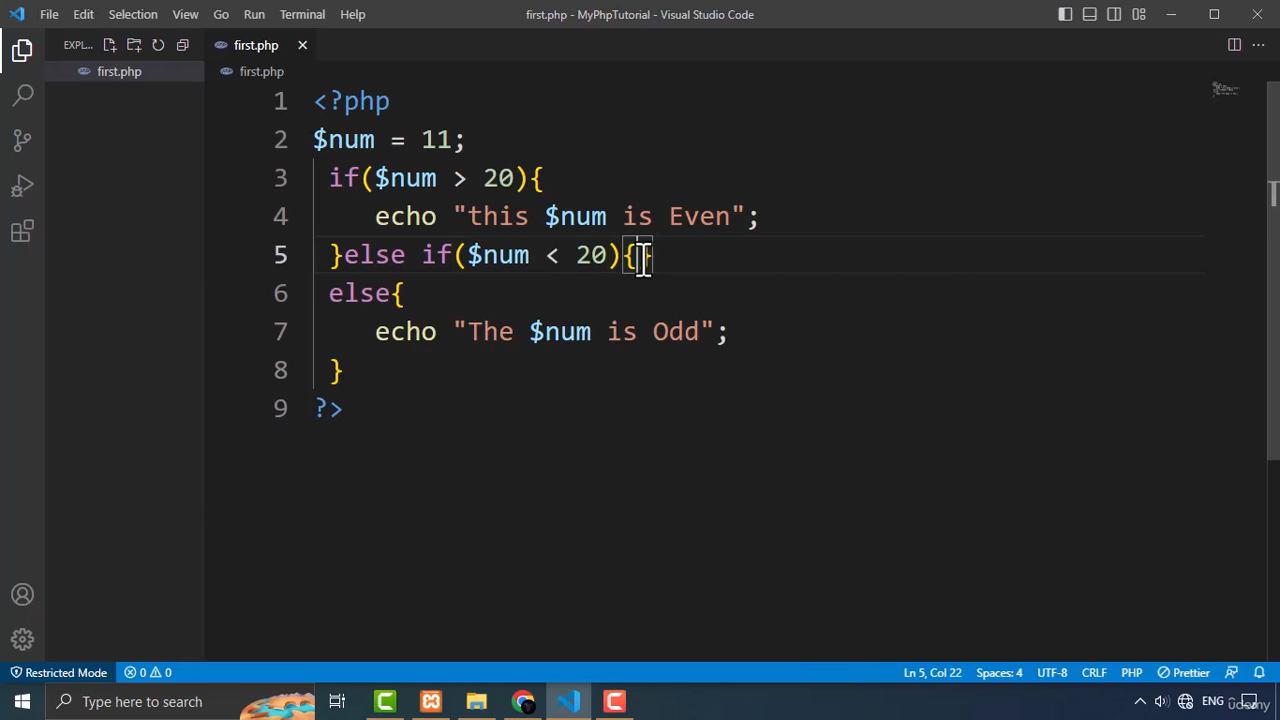 File Edit Selection View Go Run Terminal Help
first.php - MyPhpTutorial - Visual Studio Code
EXPL...
first.php
first.php
first.php
1 <?php
2 $num = 11;
3 if($num > 20){
4 echo "this $num is Even";
5 }else if($num < 20){}
6 else{
7 echo "The $num is Odd";
8 }
9 ?>
Restricted Mode 0 0 Ln 5, Col 22 Spaces: 4 UTF-8 CRLF PHP Prettier
Type here to search
ENG
udemy